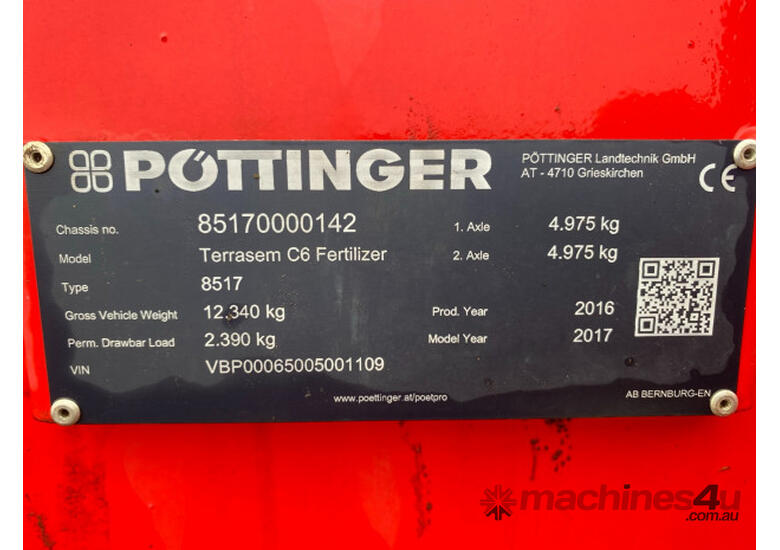 PÖTTINGER
PÖTTINGER Landtechnik GmbH
AT - 4710 Grieskirchen
CE
Chassis no. 85170000142 1. Axle 4.975 kg
Model Terrasem C6 Fertilizer 2. Axle 4.975 kg
Type 8517
Gross Vehicle Weight 12.340 kg Prod. Year 2016
Perm. Drawbar Load 2.390 kg Model Year 2017
VIN VBP00065005001109
www.poettinger.at/poetpro
AB BERNBURG-EN
machines4u
.com.au